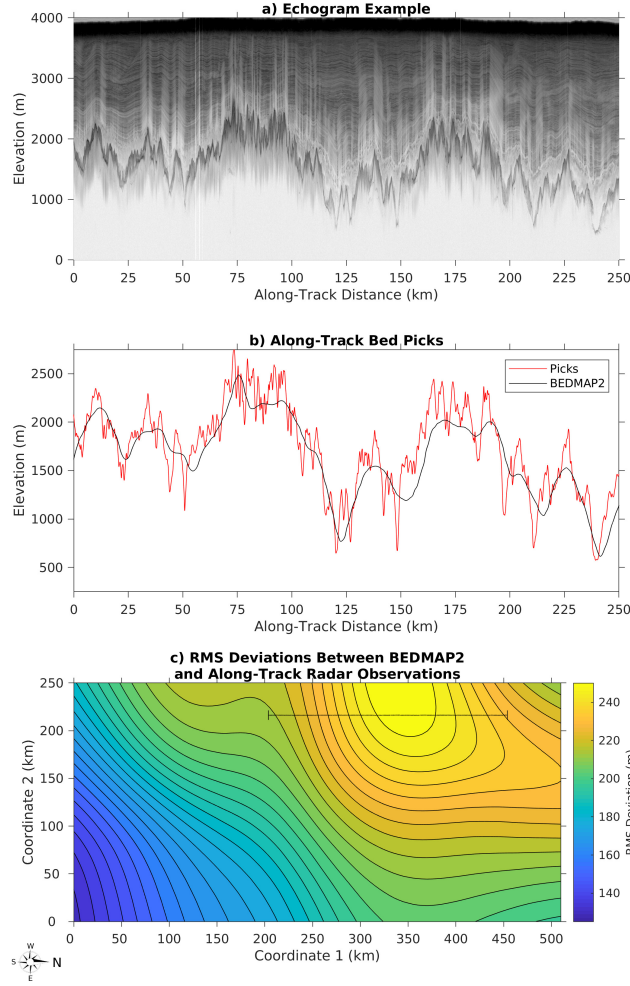 a) Echogram Example
4000
3000
2000
1000
0
Elevation (m)
0 25 50 75 100 125 150 175 200 225 250
Along-Track Distance (km)
b) Along-Track Bed Picks
2500
2000
1500
1000
500
Elevation (m)
Picks
BEDMAP2
0 25 50 75 100 125 150 175 200 225 250
Along-Track Distance (km)
c) RMS Deviations Between BEDMAP2
and Along-Track Radar Observations
250
200
150
100
50
0
Coordinate 2 (km)
0 50 100 150 200 250 300 350 400 450 500
Coordinate 1 (km)
240
220
200
180
160
140
RMS Deviation (m)
W
S N
E